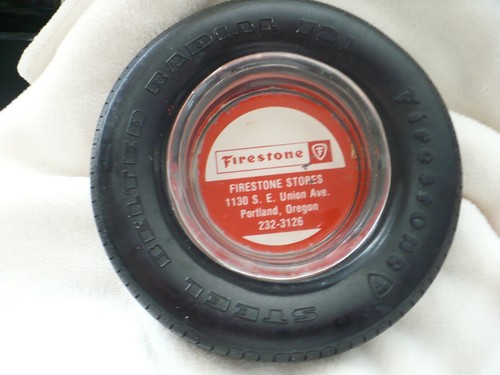 Firestone
FIRESTONE STORES
1130 S. E. Union Ave.
Portland, Oregon
232-3126
STEEL BELTED RADIAL 721
Firestone